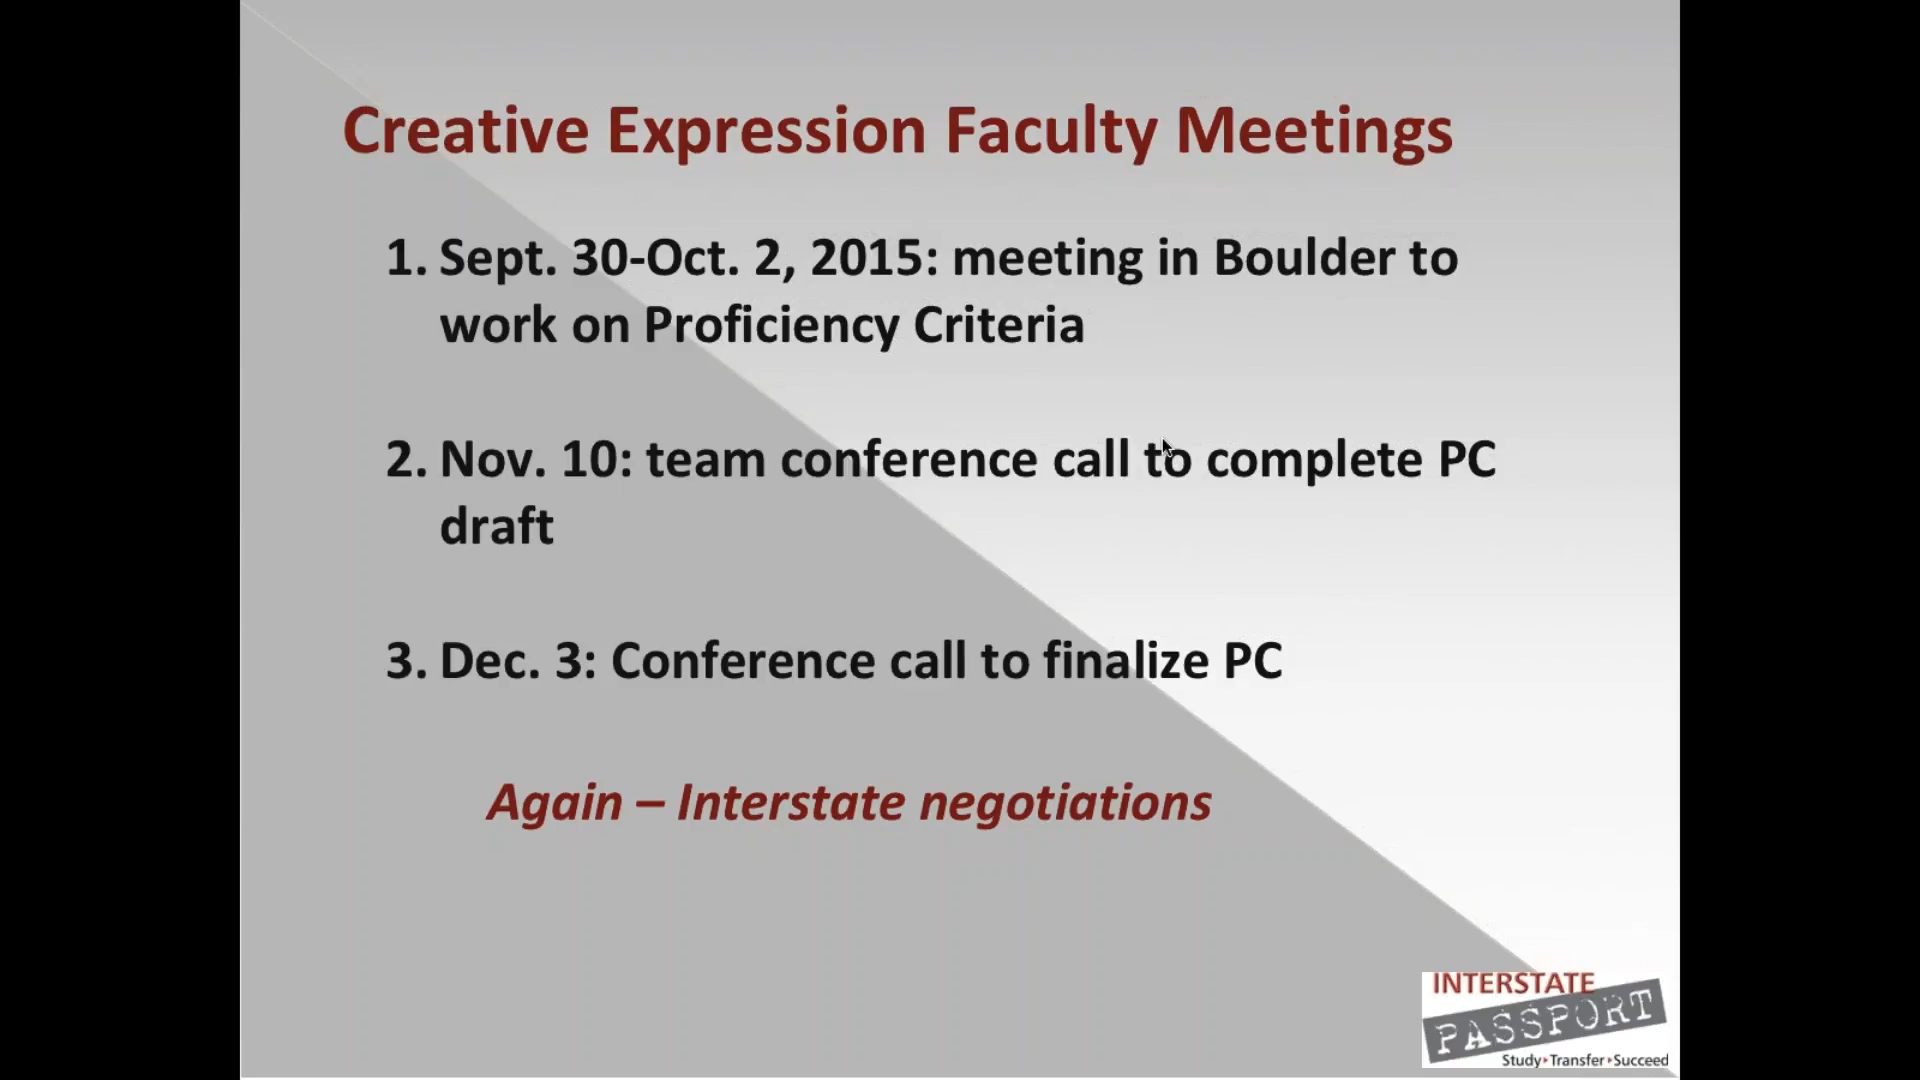 Creative Expression Faculty Meetings
1. Sept. 30-Oct. 2, 2015: meeting in Boulder to
work on Proficiency Criteria
2. Nov. 10: team conference call to complete PC
draft
3. Dec. 3: Conference call to finalize PC
Again – Interstate negotiations
INTERSTATE
PASSPORT
Study▸Transfer▸Succeed